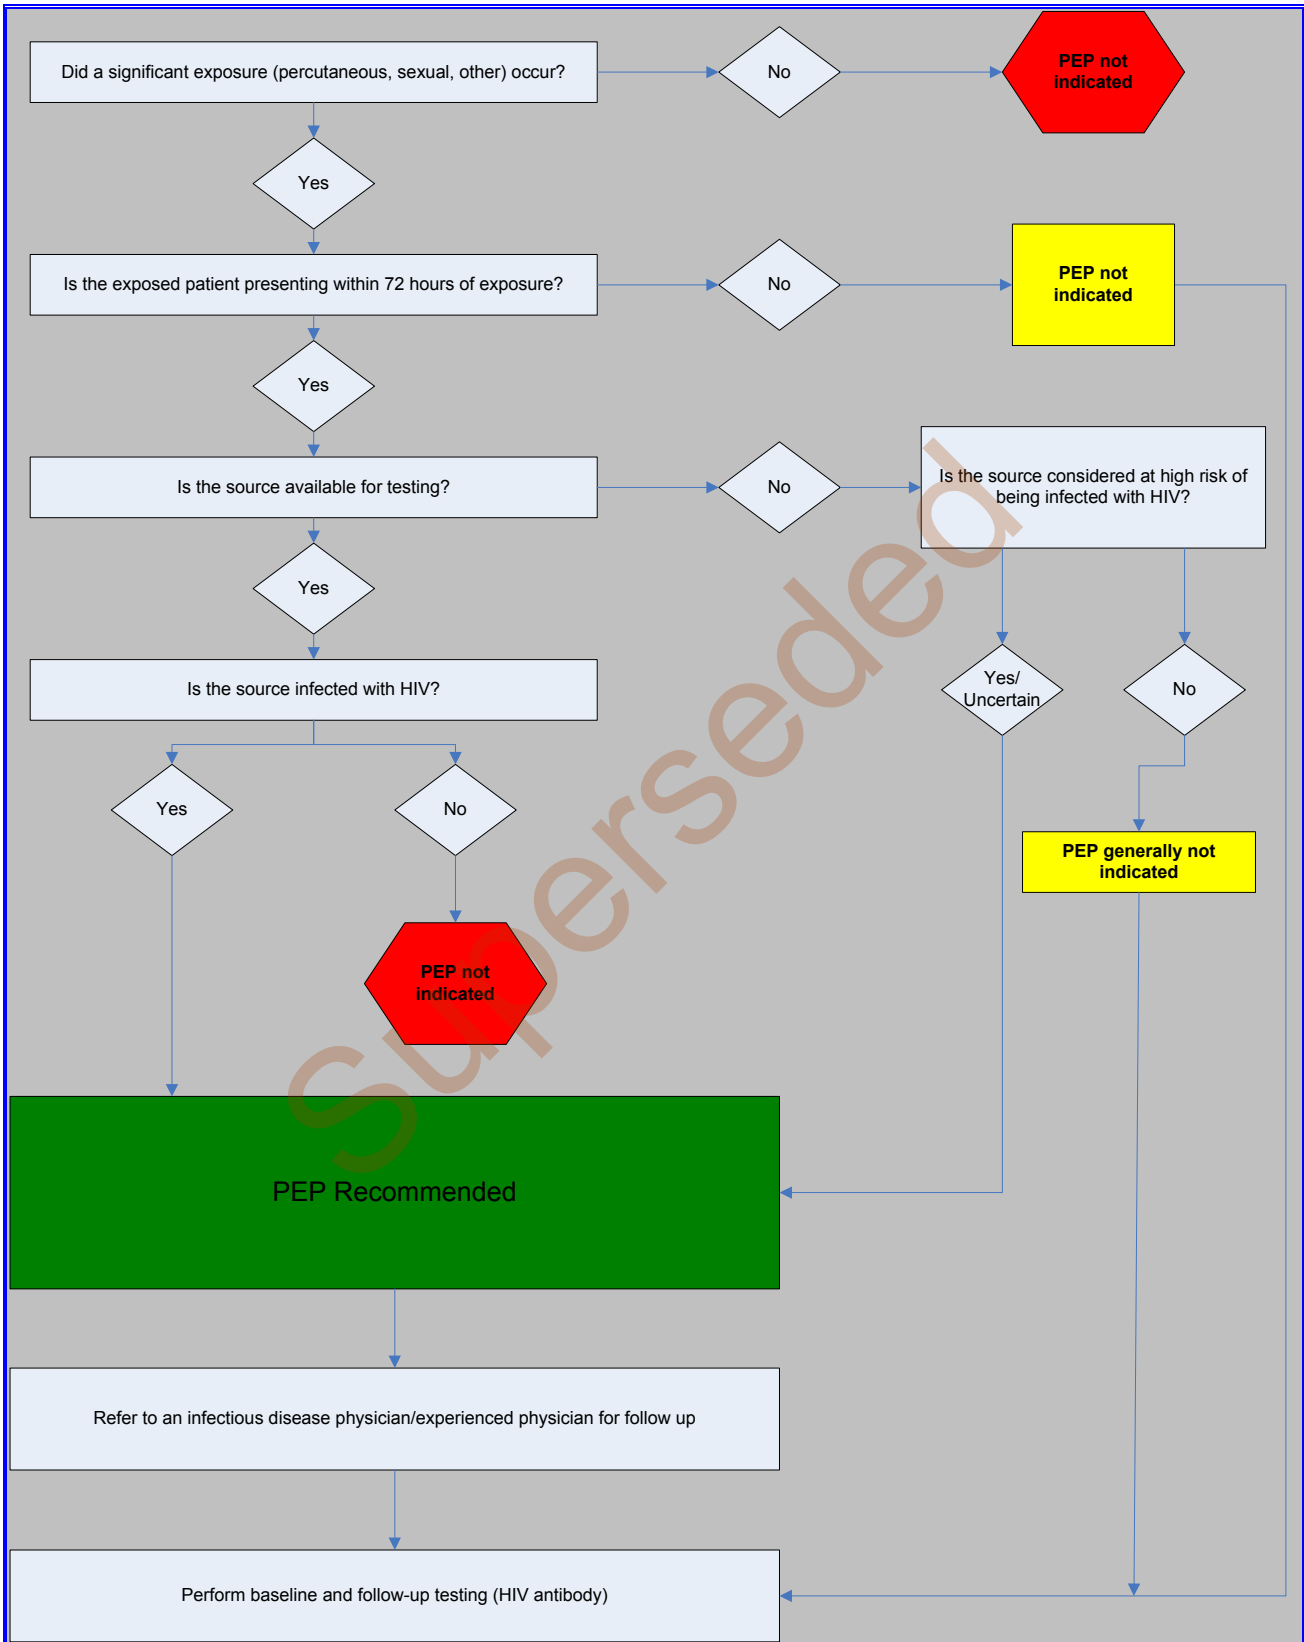 Did a significant exposure (percutaneous, sexual, other) occur?
No
PEP not
indicated
Yes
Is the exposed patient presenting within 72 hours of exposure?
No
PEP not
indicated
Yes
Is the source available for testing?
No
Is the source considered at high risk of
being infected with HIV?
Yes
Is the source infected with HIV?
Yes/
Uncertain
No
Yes
No
PEP generally not
indicated
PEP not
indicated
Superseded
PEP Recommended
Refer to an infectious disease physician/experienced physician for follow up
Perform baseline and follow-up testing (HIV antibody)